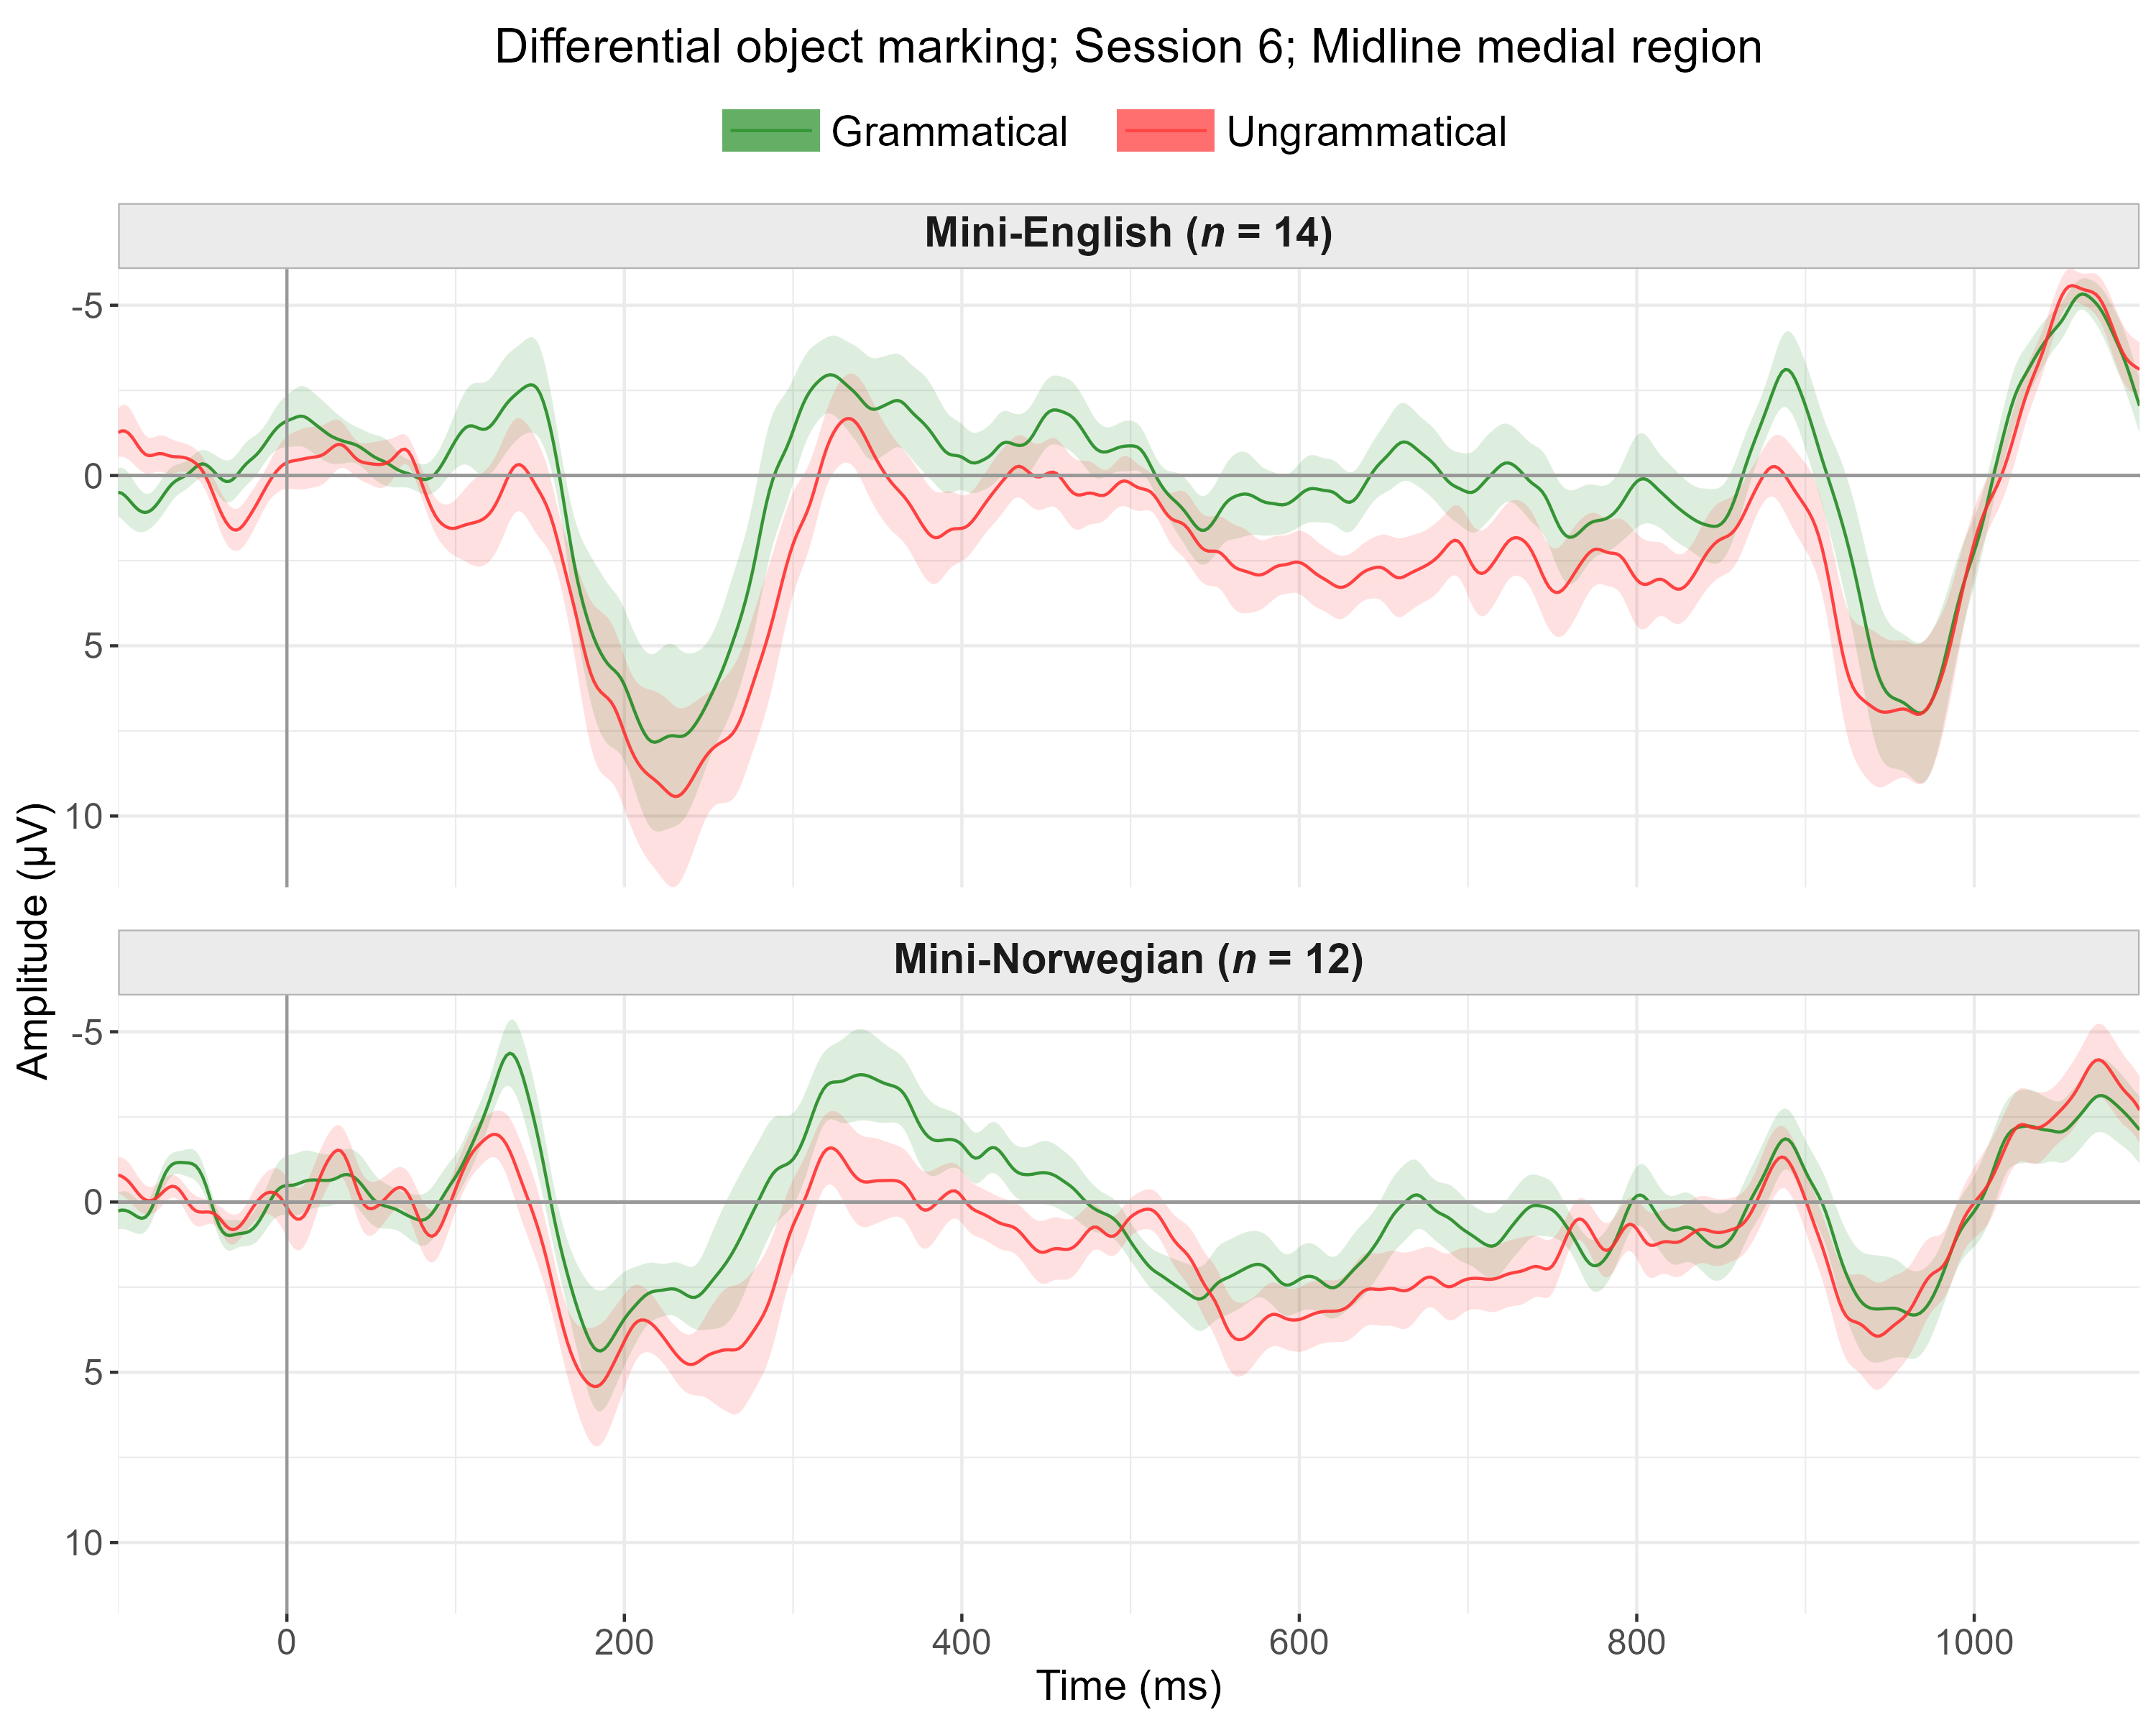 Differential object marking; Session 6; Midline medial region
Grammatical Ungrammatical
Mini-English (n = 14)
-5
0
5
10
Amplitude (µV)
Mini-Norwegian (n = 12)
-5
0
5
10
0 200 400 600 800 1000
Time (ms)